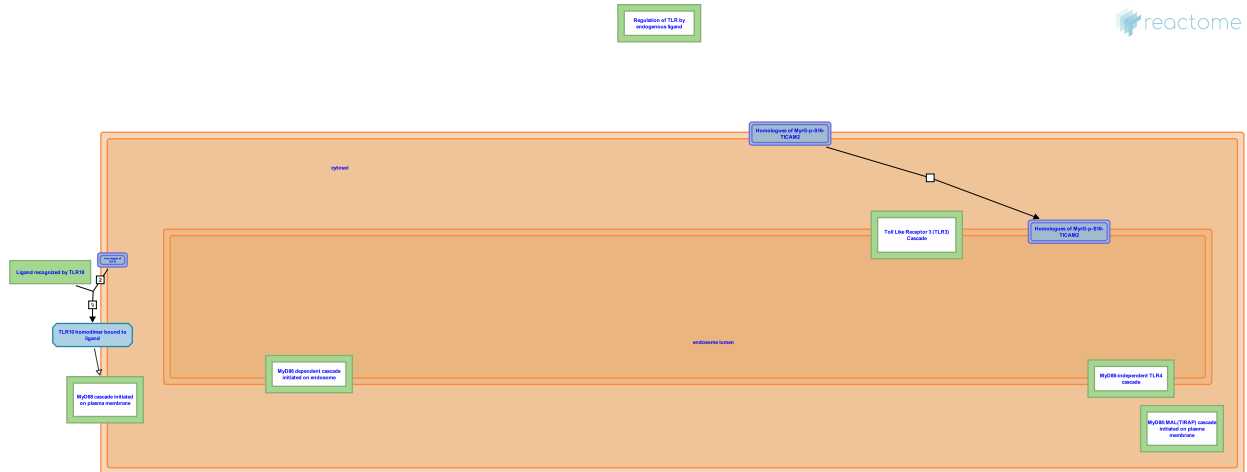 Regulation of TLR by
endogenous ligand
reactome
Homologues of MyrG-p-S16-
TICAM2
cytosol
Toll Like Receptor 3 (TLR3)
Cascade
Homologues of MyrG-p-S16-
TICAM2
Ligand recognized by TLR10
2
TLR10 homodimer bound to
ligand
endosome lumen
MyD88 dependent cascade
initiated on endosome
MyD88-independent TLR4
cascade
MyD88 cascade initiated
on plasma membrane
MyD88:MAL(TIRAP) cascade
initiated on plasma
membrane